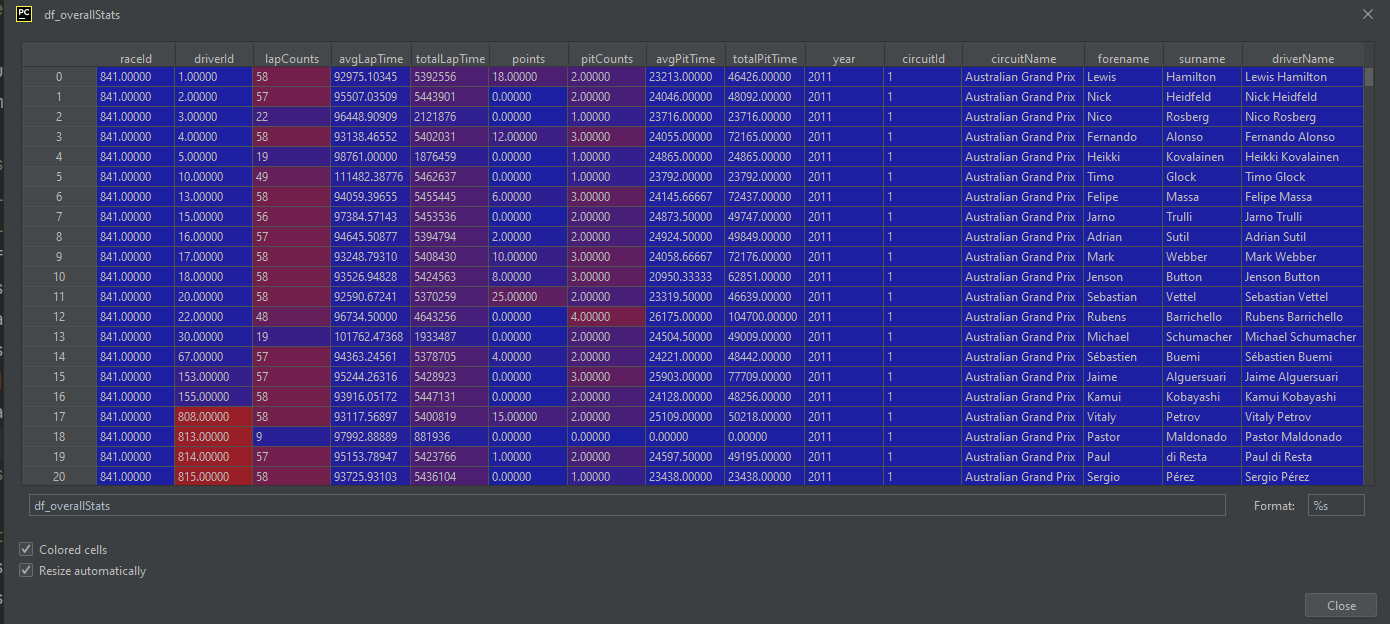 PC df_overallStats
raceId driverId lapCounts avgLapTime totalLapTime points pitCounts avgPitTime totalPitTime year circuitId circuitName forename surname driverName
0 841.00000 1.00000 58 92975.10345 5392556 18.00000 2.00000 23213.00000 46426.00000 2011 1 Australian Grand Prix Lewis Hamilton Lewis Hamilton
1 841.00000 2.00000 57 95507.03509 5443901 0.00000 2.00000 24046.00000 48092.00000 2011 1 Australian Grand Prix Nick Heidfeld Nick Heidfeld
2 841.00000 3.00000 22 96448.90909 2121876 0.00000 1.00000 23716.00000 23716.00000 2011 1 Australian Grand Prix Nico Rosberg Nico Rosberg
3 841.00000 4.00000 58 93138.46552 5402031 12.00000 3.00000 24055.00000 72165.00000 2011 1 Australian Grand Prix Fernando Alonso Fernando Alonso
4 841.00000 5.00000 19 98761.00000 1876459 0.00000 1.00000 24865.00000 24865.00000 2011 1 Australian Grand Prix Heikki Kovalainen Heikki Kovalainen
5 841.00000 10.00000 49 111482.38776 5462637 0.00000 1.00000 23792.00000 23792.00000 2011 1 Australian Grand Prix Timo Glock Timo Glock
6 841.00000 13.00000 58 94059.39655 5455445 6.00000 3.00000 24145.66667 72437.00000 2011 1 Australian Grand Prix Felipe Massa Felipe Massa
7 841.00000 15.00000 56 97384.57143 5453536 0.00000 2.00000 24873.50000 49747.00000 2011 1 Australian Grand Prix Jarno Trulli Jarno Trulli
8 841.00000 16.00000 57 94645.50877 5394794 2.00000 2.00000 24924.50000 49849.00000 2011 1 Australian Grand Prix Adrian Sutil Adrian Sutil
9 841.00000 17.00000 58 93248.79310 5408430 10.00000 3.00000 24058.66667 72176.00000 2011 1 Australian Grand Prix Mark Webber Mark Webber
10 841.00000 18.00000 58 93526.94828 5424563 8.00000 3.00000 20950.33333 62851.00000 2011 1 Australian Grand Prix Jenson Button Jenson Button
11 841.00000 20.00000 58 92590.67241 5370259 25.00000 2.00000 23319.50000 46639.00000 2011 1 Australian Grand Prix Sebastian Vettel Sebastian Vettel
12 841.00000 22.00000 48 96734.50000 4643256 0.00000 4.00000 26175.00000 104700.00000 2011 1 Australian Grand Prix Rubens Barrichello Rubens Barrichello
13 841.00000 30.00000 19 101762.47368 1933487 0.00000 2.00000 24504.50000 49009.00000 2011 1 Australian Grand Prix Michael Schumacher Michael Schumacher
14 841.00000 67.00000 57 94363.24561 5378705 4.00000 2.00000 24221.00000 48442.00000 2011 1 Australian Grand Prix Sébastien Buemi Sébastien Buemi
15 841.00000 153.00000 57 95244.26316 5428923 0.00000 3.00000 25903.00000 77709.00000 2011 1 Australian Grand Prix Jaime Alguersuari Jaime Alguersuari
16 841.00000 155.00000 58 93916.05172 5447131 0.00000 2.00000 24128.00000 48256.00000 2011 1 Australian Grand Prix Kamui Kobayashi Kamui Kobayashi
17 841.00000 808.00000 58 93117.56897 5400819 15.00000 2.00000 25109.00000 50218.00000 2011 1 Australian Grand Prix Vitaly Petrov Vitaly Petrov
18 841.00000 813.00000 9 97992.88889 881936 0.00000 0.00000 0.00000 0.00000 2011 1 Australian Grand Prix Pastor Maldonado Pastor Maldonado
19 841.00000 814.00000 57 95153.78947 5423766 1.00000 2.00000 24597.50000 49195.00000 2011 1 Australian Grand Prix Paul di Resta Paul di Resta
20 841.00000 815.00000 58 93725.93103 5436104 0.00000 1.00000 23438.00000 23438.00000 2011 1 Australian Grand Prix Sergio Pérez Sergio Pérez
df_overallStats Format: %s
Colored cells
Resize automatically
Close